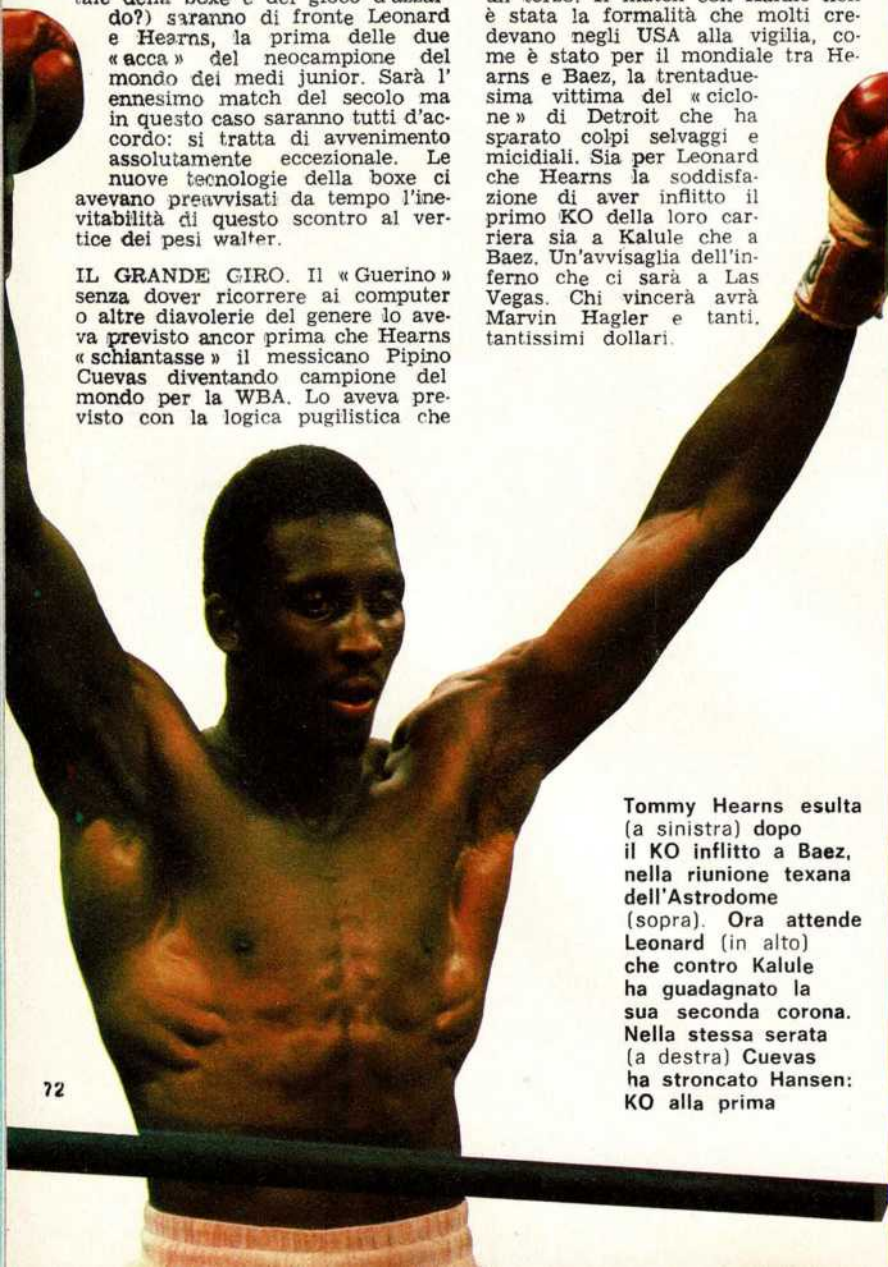 do?) saranno di fronte Leonard
e Hearns, la prima delle due
« acca » del neocampione del
mondo dei medi junior. Sarà l'
ennesimo match del secolo ma
in questo caso saranno tutti d'ac-
cordo: si tratta di avvenimento
assolutamente eccezionale. Le
nuove tecnologie della boxe ci
avevano preavvisati da tempo l'ine-
vitabilità di questo scontro al ver-
tice dei pesi walter.
IL GRANDE GIRO. Il « Guerino »
senza dover ricorrere ai computer
o altre diavolerie del genere lo ave-
va previsto ancor prima che Hearns
« schiantasse » il messicano Pipino
Cuevas diventando campione del
mondo per la WBA. Lo aveva pre-
visto con la logica pugilistica che
è stata la formalità che molti cre-
devano negli USA alla vigilia, co-
me è stato per il mondiale tra He-
arns e Baez, la trentadue-
sima vittima del « ciclo-
ne » di Detroit che ha
sparato colpi selvaggi e
micidiali. Sia per Leonard
che Hearns la soddisfa-
zione di aver inflitto il
primo KO della loro car-
riera sia a Kalule che a
Baez. Un'avvisaglia dell'in-
ferno che ci sarà a Las
Vegas. Chi vincerà avrà
Marvin Hagler e tanti,
tantissimi dollari.
Tommy Hearns esulta
(a sinistra) dopo
il KO inflitto a Baez,
nella riunione texana
dell'Astrodome
(sopra). Ora attende
Leonard (in alto)
che contro Kalule
ha guadagnato la
sua seconda corona.
Nella stessa serata
(a destra) Cuevas
ha stroncato Hansen:
KO alla prima
72